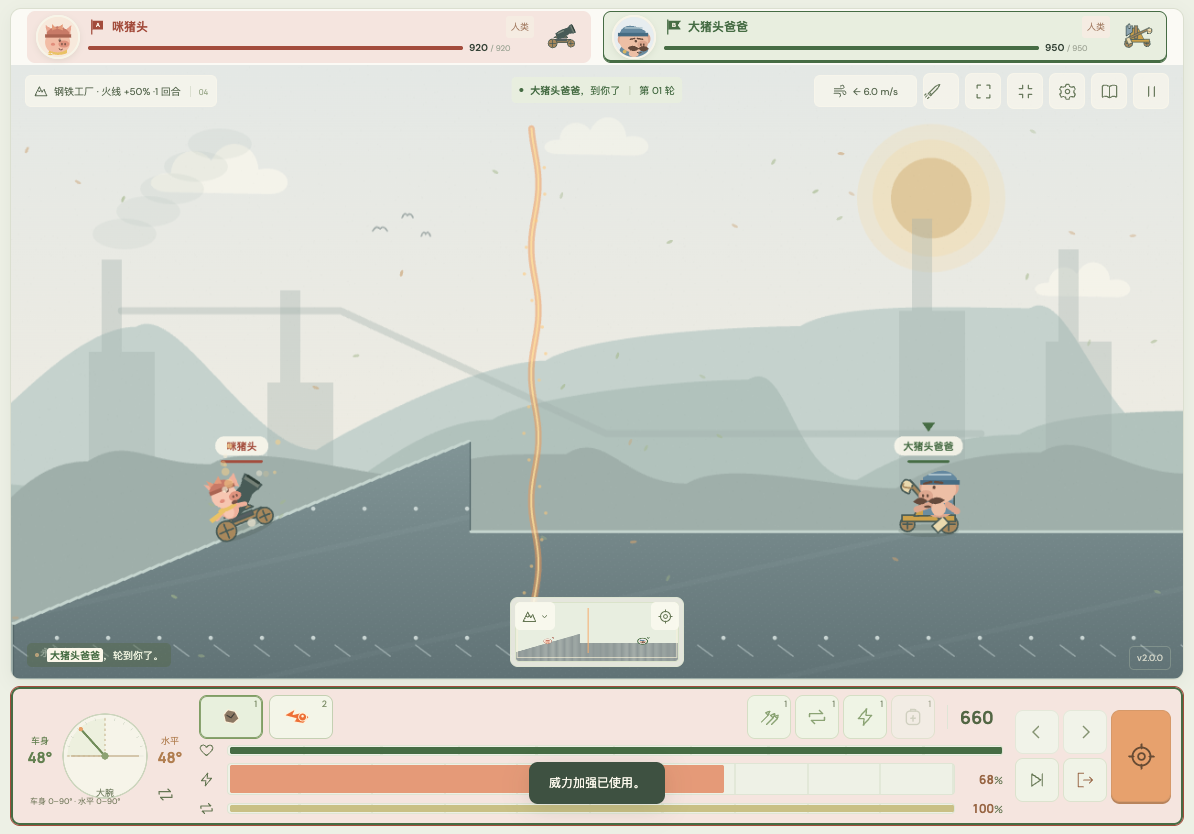 咪猪头
人类
920 / 920
大猪头爸爸
人类
950 / 950
钢铁工厂 · 火线 +50% ·1 回合 04
大猪头爸爸，到你了 | 第 01 轮
← 6.0 m/s
咪猪头
大猪头爸爸
大猪头爸爸，轮到你了。
v2.0.0
车身
48°
水平
48°
大腕
车身 0–90° · 水平 0–90°
1
2
1
1
1
1
660
68%
100%
威力加强已使用。